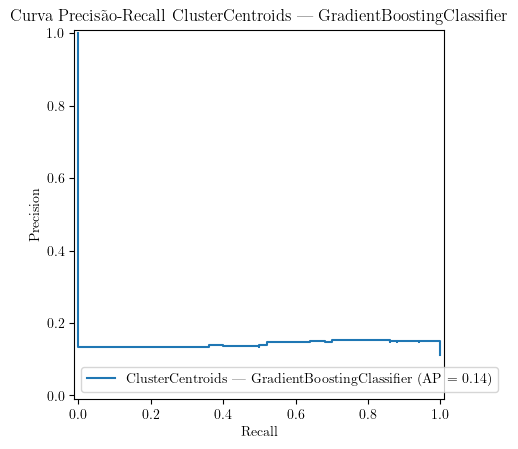 Curva Precisão-Recall ClusterCentroids — GradientBoostingClassifier
1.0
0.8
0.6
0.4
0.2
0.0
Precision
ClusterCentroids — GradientBoostingClassifier (AP = 0.14)
0.0 0.2 0.4 0.6 0.8 1.0
Recall